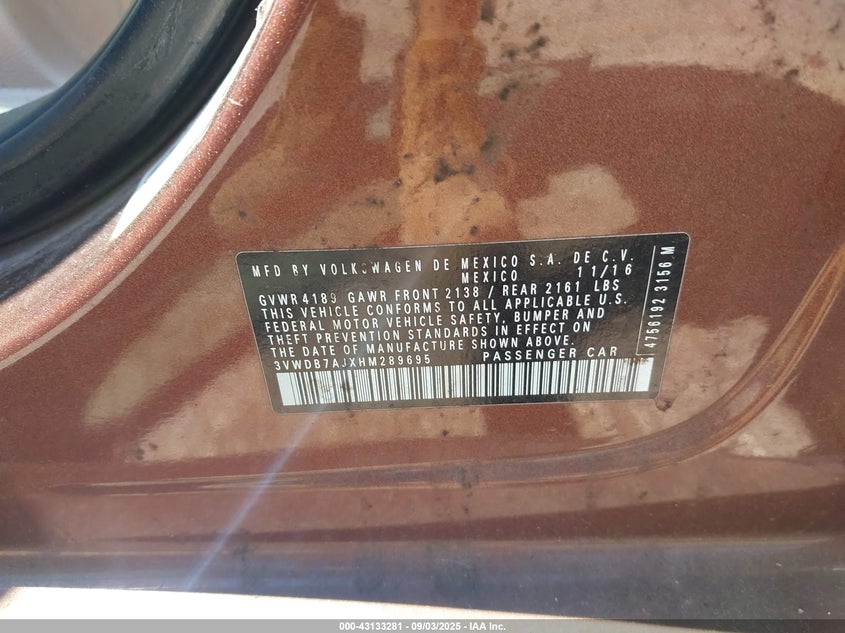 MFD BY VOLKSWAGEN DE MEXICO S.A. DE C.V.
MEXICO 11/16
GVWR 4189 GAWR FRONT 2138 / REAR 2161 LBS
THIS VEHICLE CONFORMS TO ALL APPLICABLE U.S.
FEDERAL MOTOR VEHICLE SAFETY, BUMPER AND
THEFT PREVENTION STANDARDS IN EFFECT ON
THE DATE OF MANUFACTURE SHOWN ABOVE.
3VWDB7AJXHM289695 PASSENGER CAR
4756192 3156 M
000-43133281 - 09/03/2025 - IAA Inc.